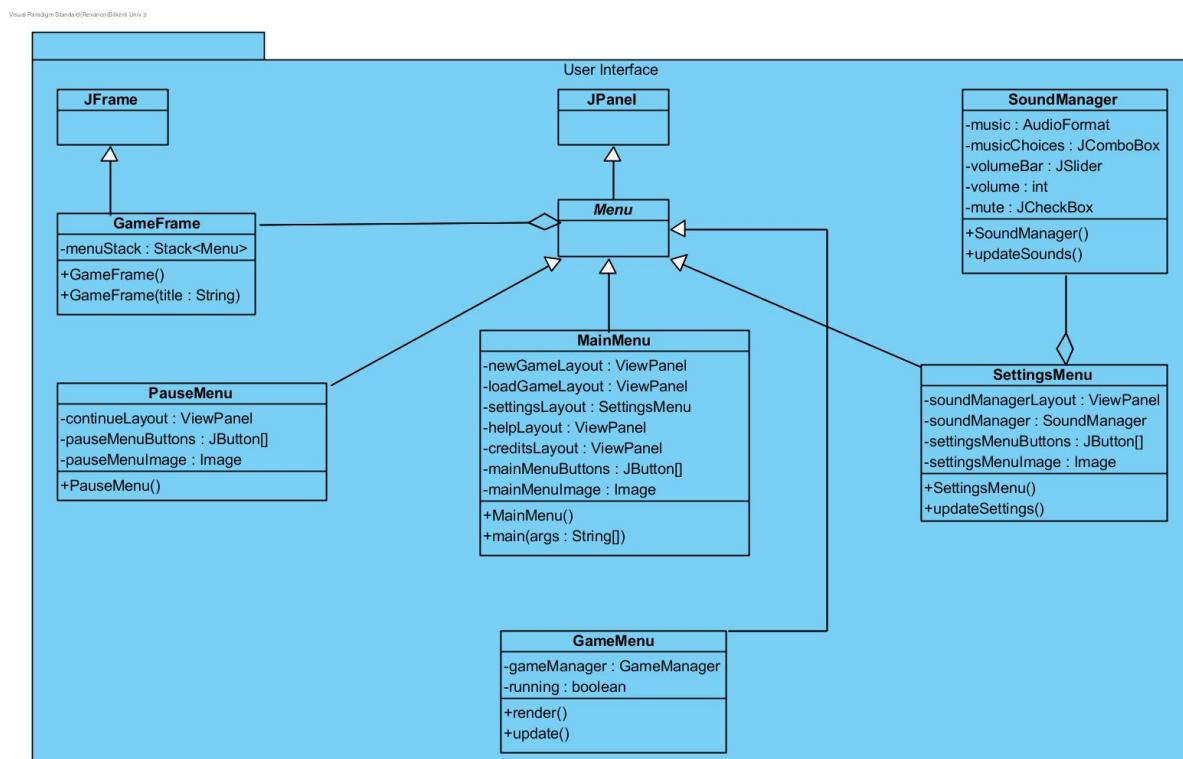 Visual Paradigm Standard(Rexarion(Bilkent Univ.))
User Interface
JFrame
JPanel
SoundManager
-music : AudioFormat
-musicChoices : JComboBox
-volumeBar : JSlider
-volume : int
-mute : JCheckBox
+SoundManager()
+updateSounds()
Menu
GameFrame
-menuStack : Stack<Menu>
+GameFrame()
+GameFrame(title : String)
MainMenu
-newGameLayout : ViewPanel
-loadGameLayout : ViewPanel
-settingsLayout : SettingsMenu
-helpLayout : ViewPanel
-creditsLayout : ViewPanel
-mainMenuButtons : JButton[]
-mainMenuImage : Image
+MainMenu()
+main(args : String[])
PauseMenu
-continueLayout : ViewPanel
-pauseMenuButtons : JButton[]
-pauseMenuImage : Image
+PauseMenu()
SettingsMenu
-soundManagerLayout : ViewPanel
-soundManager : SoundManager
-settingsMenuButtons : JButton[]
-settingsMenuImage : Image
+SettingsMenu()
+updateSettings()
GameMenu
-gameManager : GameManager
-running : boolean
+render()
+update()